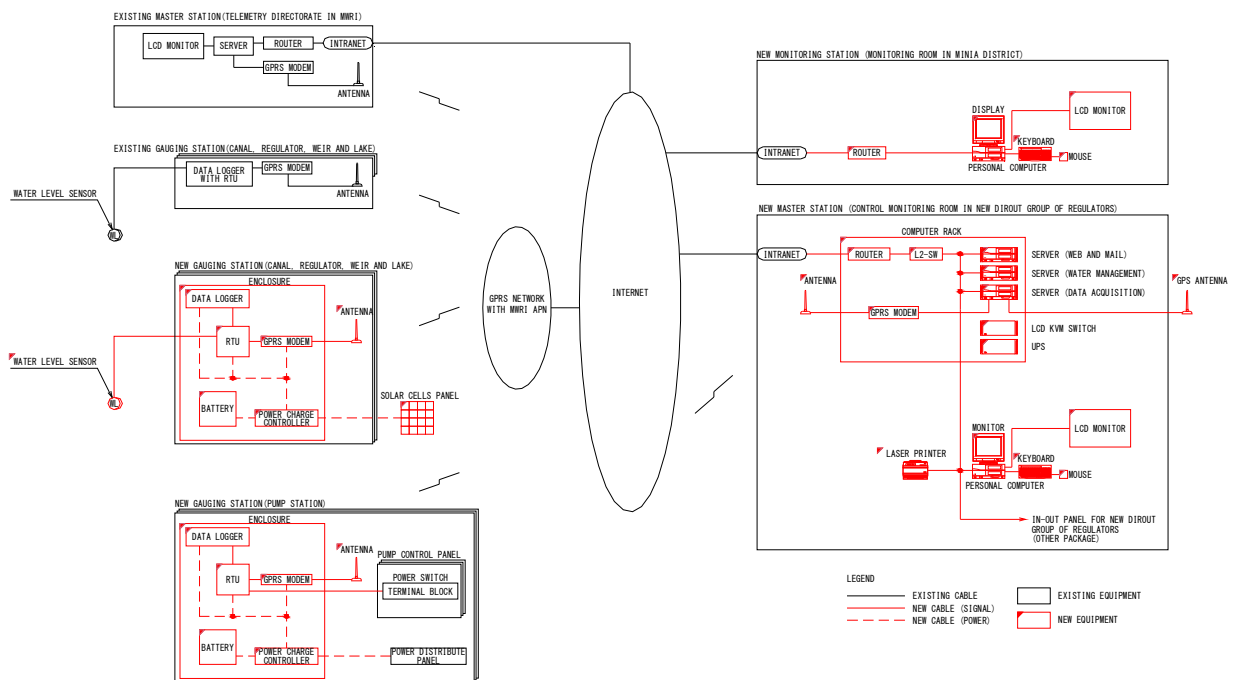 EXISTING MASTER STATION(TELEMETRY DIRECTORATE IN MWRI)
LCD MONITOR
SERVER
ROUTER
INTRANET
GPRS MODEM
ANTENNA
EXISTING GAUGING STATION(CANAL, REGULATOR, WEIR AND LAKE)
DATA LOGGER
WITH RTU
GPRS MODEM
ANTENNA
WATER LEVEL SENSOR
WL
NEW GAUGING STATION(CANAL, REGULATOR, WEIR AND LAKE)
ENCLOSURE
DATA LOGGER
ANTENNA
RTU
GPRS MODEM
WATER LEVEL SENSOR
WL
BATTERY
POWER CHARGE
CONTROLLER
SOLAR CELLS PANEL
NEW GAUGING STATION(PUMP STATION)
ENCLOSURE
DATA LOGGER
ANTENNA
RTU
GPRS MODEM
PUMP CONTROL PANEL
POWER SWITCH
TERMINAL BLOCK
BATTERY
POWER CHARGE
CONTROLLER
POWER DISTRIBUTE
PANEL
GPRS NETWORK
WITH MWRI APN
INTERNET
NEW MONITORING STATION (MONITORING ROOM IN MINIA DISTRICT)
DISPLAY
LCD MONITOR
INTRANET
ROUTER
KEYBOARD
MOUSE
PERSONAL COMPUTER
NEW MASTER STATION (CONTROL MONITORING ROOM IN NEW DIROUT GROUP OF REGULATORS)
COMPUTER RACK
INTRANET
ROUTER
L2-SW
SERVER (WEB AND MAIL)
SERVER (WATER MANAGEMENT)
SERVER (DATA ACQUISITION)
ANTENNA
GPS ANTENNA
GPRS MODEM
LCD KVM SWITCH
UPS
MONITOR
LCD MONITOR
LASER PRINTER
KEYBOARD
MOUSE
PERSONAL COMPUTER
IN-OUT PANEL FOR NEW DIROUT
GROUP OF REGULATORS
(OTHER PACKAGE)
LEGEND
EXISTING CABLE
NEW CABLE (SIGNAL)
NEW CABLE (POWER)
EXISTING EQUIPMENT
NEW EQUIPMENT